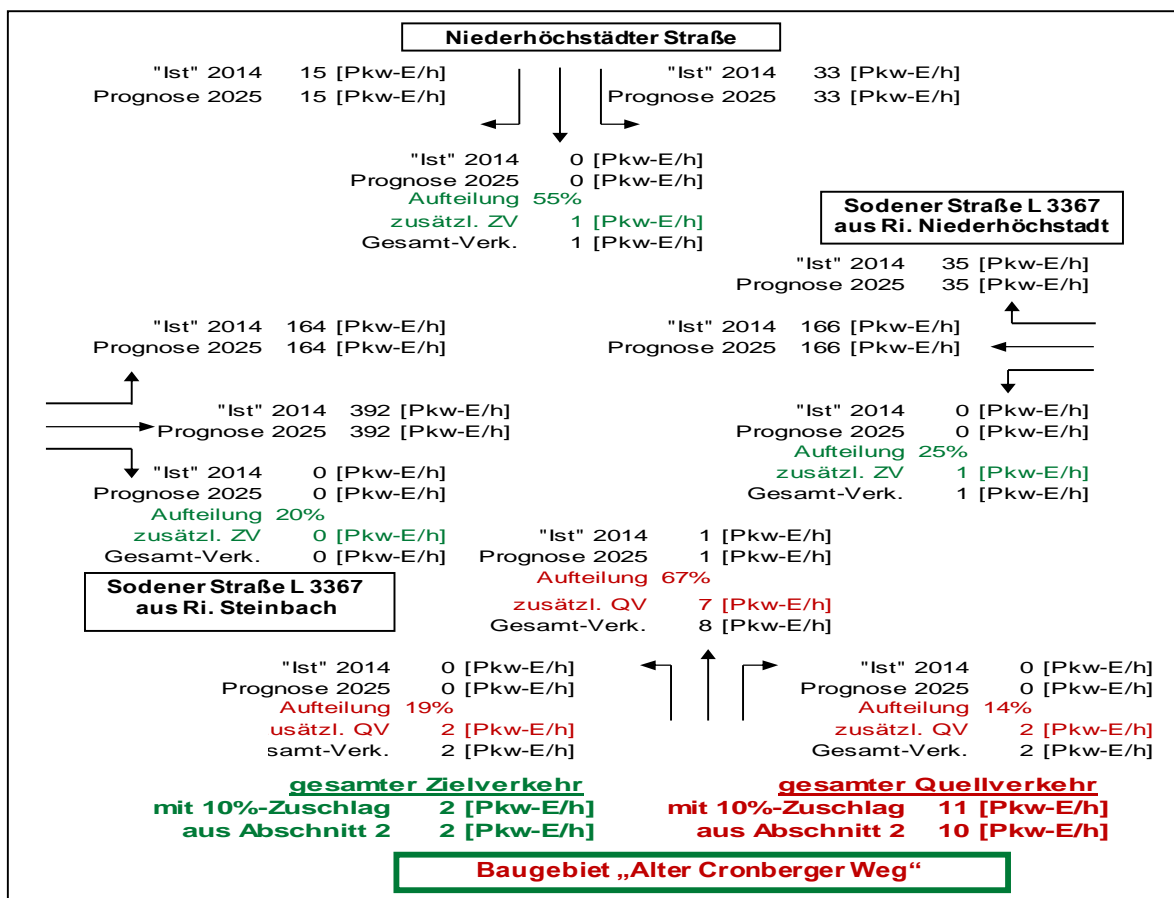 Niederhöchstädter Straße
"Ist" 2014 15 [Pkw-E/h]
Prognose 2025 15 [Pkw-E/h]
"Ist" 2014 33 [Pkw-E/h]
Prognose 2025 33 [Pkw-E/h]
"Ist" 2014 0 [Pkw-E/h]
Prognose 2025 0 [Pkw-E/h]
Aufteilung 55%
zusätzl. ZV 1 [Pkw-E/h]
Gesamt-Verk. 1 [Pkw-E/h]
Sodener Straße L 3367
aus Ri. Niederhöchstadt
"Ist" 2014 35 [Pkw-E/h]
Prognose 2025 35 [Pkw-E/h]
"Ist" 2014 164 [Pkw-E/h]
Prognose 2025 164 [Pkw-E/h]
"Ist" 2014 166 [Pkw-E/h]
Prognose 2025 166 [Pkw-E/h]
"Ist" 2014 392 [Pkw-E/h]
Prognose 2025 392 [Pkw-E/h]
"Ist" 2014 0 [Pkw-E/h]
Prognose 2025 0 [Pkw-E/h]
Aufteilung 25%
zusätzl. ZV 1 [Pkw-E/h]
Gesamt-Verk. 1 [Pkw-E/h]
"Ist" 2014 0 [Pkw-E/h]
Prognose 2025 0 [Pkw-E/h]
Aufteilung 20%
zusätzl. ZV 0 [Pkw-E/h]
Gesamt-Verk. 0 [Pkw-E/h]
Sodener Straße L 3367
aus Ri. Steinbach
"Ist" 2014 1 [Pkw-E/h]
Prognose 2025 1 [Pkw-E/h]
Aufteilung 67%
zusätzl. QV 7 [Pkw-E/h]
Gesamt-Verk. 8 [Pkw-E/h]
"Ist" 2014 0 [Pkw-E/h]
Prognose 2025 0 [Pkw-E/h]
Aufteilung 19%
usätzl. QV 2 [Pkw-E/h]
samt-Verk. 2 [Pkw-E/h]
"Ist" 2014 0 [Pkw-E/h]
Prognose 2025 0 [Pkw-E/h]
Aufteilung 14%
zusätzl. QV 2 [Pkw-E/h]
Gesamt-Verk. 2 [Pkw-E/h]
gesamter Zielverkehr
mit 10%-Zuschlag 2 [Pkw-E/h]
aus Abschnitt 2 2 [Pkw-E/h]
gesamter Quellverkehr
mit 10%-Zuschlag 11 [Pkw-E/h]
aus Abschnitt 2 10 [Pkw-E/h]
Baugebiet „Alter Cronberger Weg“